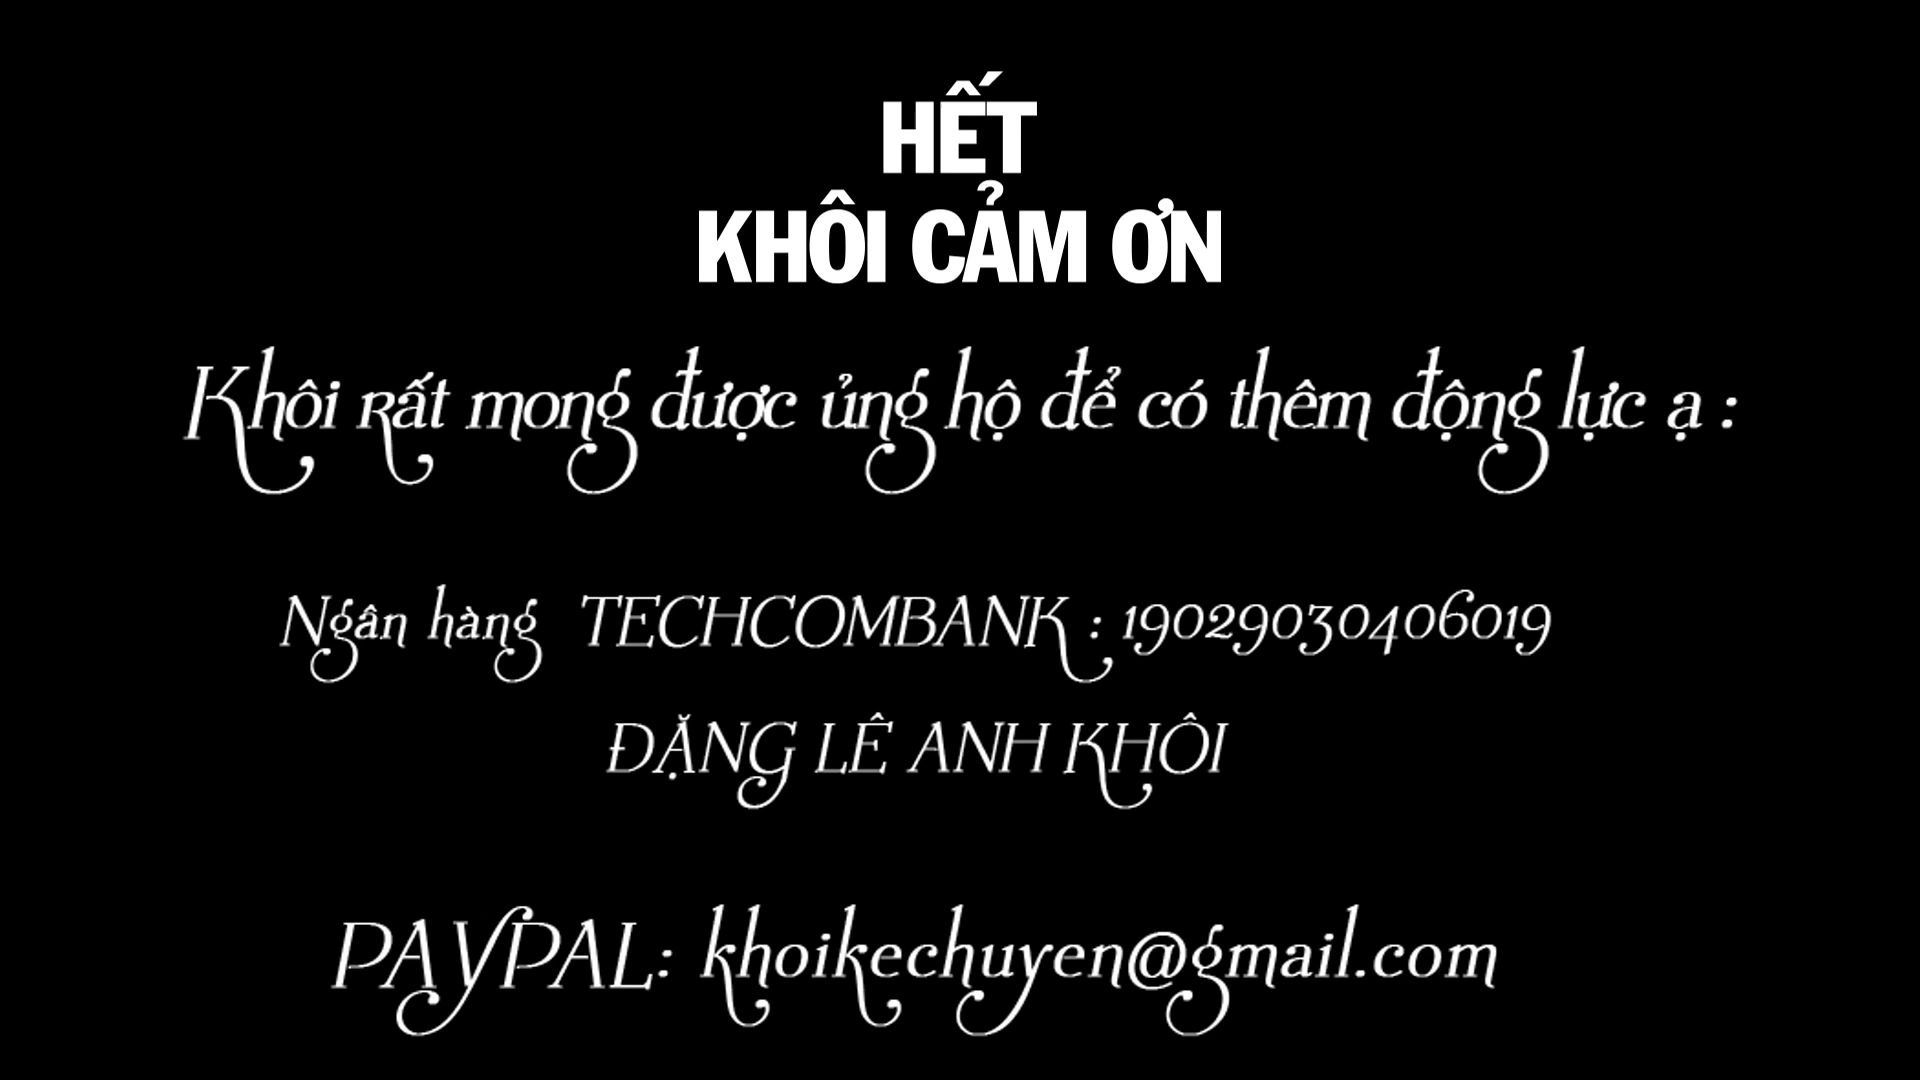 HẾT
KHÔI CẢM ƠN
Khôi rất mong được ủng hộ để có thêm động lực ạ :
Ngân hàng TECHCOMBANK : 19029030406019
ĐẶNG LÊ ANH KHÔI
PAYPAL: khoikechuyen@gmail.com